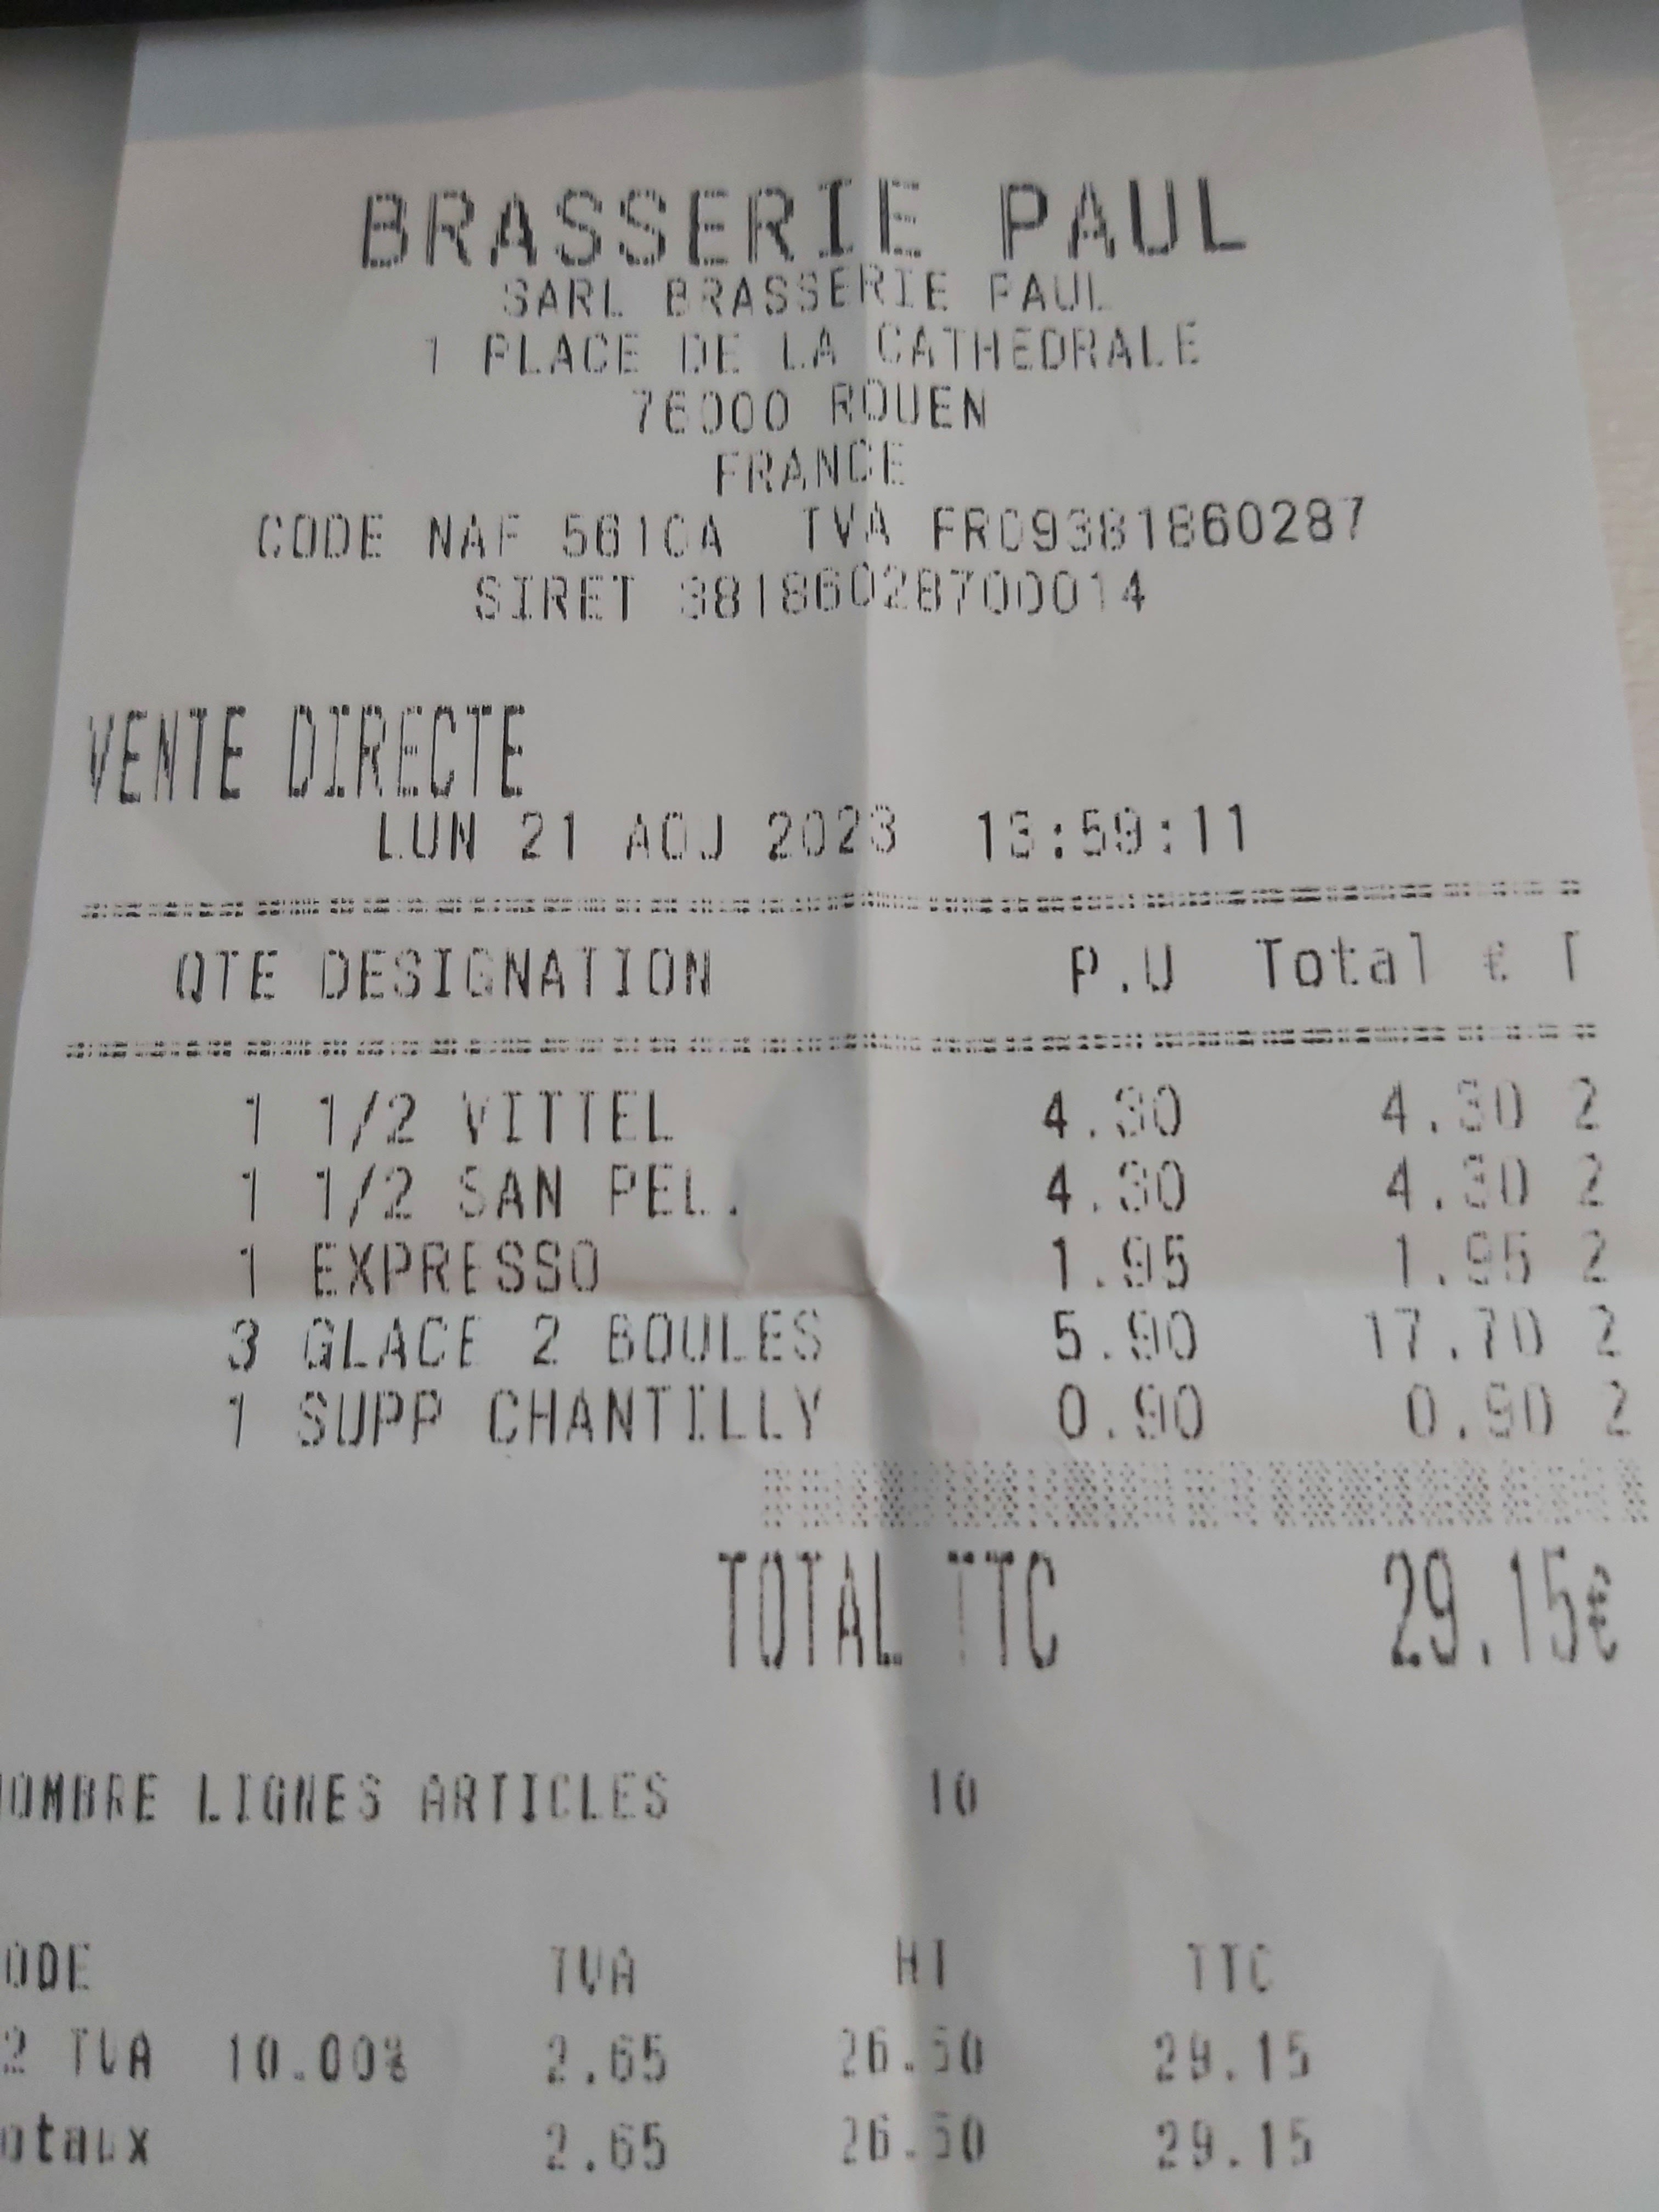 BRASSERIE PAUL
SARL BRASSERIE PAUL
1 PLACE DE LA CATHEDRALE
76000 ROUEN
FRANCE
CODE NAF 5610A TVA FR09381860287
SIRET 38186028700014
VENTE DIRECTE
LUN 21 AOU 2023 13:59:11
QTE DESIGNATION P.U Total € T
1 1/2 VITTEL 4.30 4.30 2
1 1/2 SAN PEL. 4.30 4.30 2
1 EXPRESSO 1.95 1.95 2
3 GLACE 2 BOULES 5.90 17.70 2
1 SUPP CHANTILLY 0.90 0.90 2
TOTAL TTC 29.15€
OMBRE LIGNES ARTICLES 10
ODE TVA HT TTC
2 TVA 10.00% 2.65 26.50 29.15
otaux 2.65 26.50 29.15